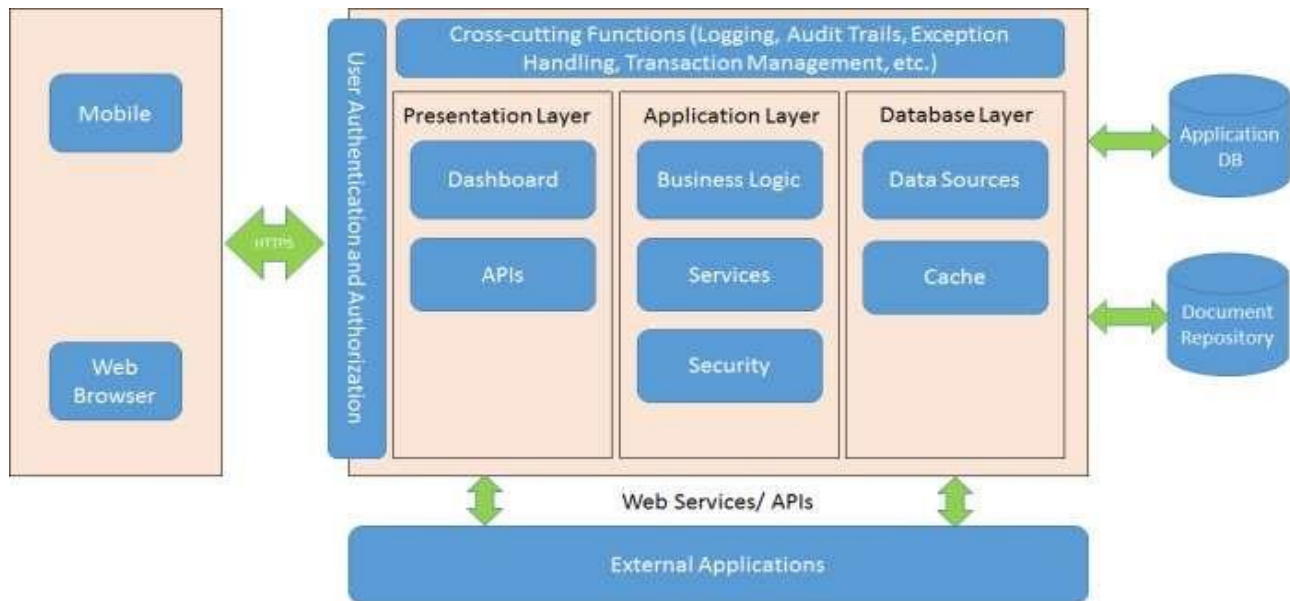 Mobile
Web
Browser
HTTPS
User Authentication and Authorization
Cross-cutting Functions (Logging, Audit Trails, Exception
Handling, Transaction Management, etc.)
Presentation Layer
Dashboard
APIs
Application Layer
Business Logic
Services
Security
Database Layer
Data Sources
Cache
Application
DB
Document
Repository
Web Services/ APIs
External Applications